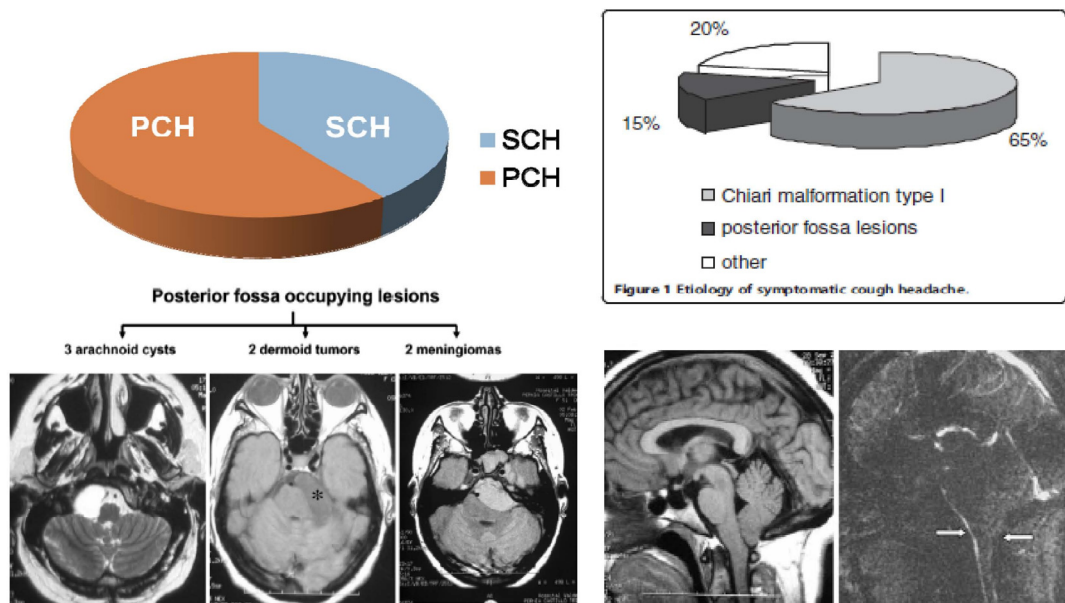 PCH
SCH
SCH
PCH
20%
15%
65%
Chiari malformation type I
posterior fossa lesions
other
Figure 1 Etiology of symptomatic cough headache.
Posterior fossa occupying lesions
3 arachnoid cysts
2 dermoid tumors
2 meningiomas
*